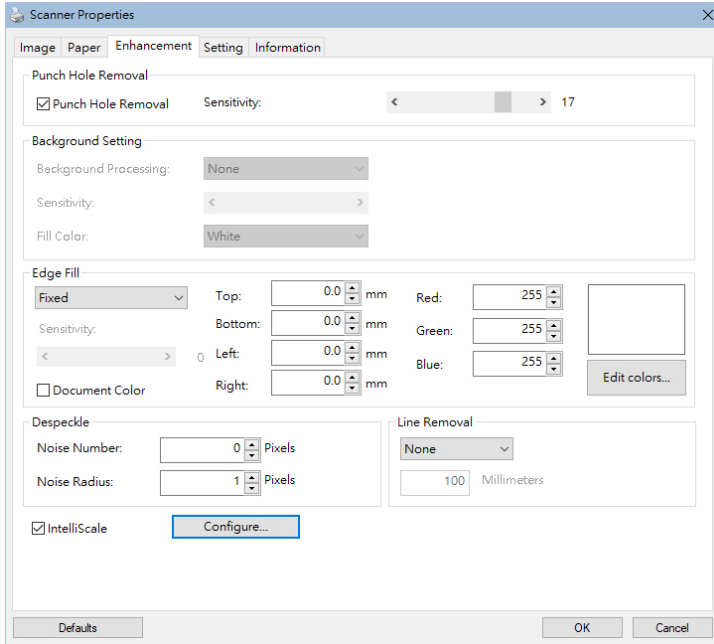 Scanner Properties
Image Paper Enhancement Setting Information
Punch Hole Removal
Punch Hole Removal Sensitivity: 17
Background Setting
Background Processing: None
Sensitivity:
Fill Color: White
Edge Fill
Fixed
Sensitivity:
0
Document Color
Top: 0.0 mm
Bottom: 0.0 mm
Left: 0.0 mm
Right: 0.0 mm
Red: 255
Green: 255
Blue: 255
Edit colors...
Despeckle
Noise Number: 0 Pixels
Noise Radius: 1 Pixels
Line Removal
None
100 Millimeters
IntelliScale Configure...
Defaults OK Cancel